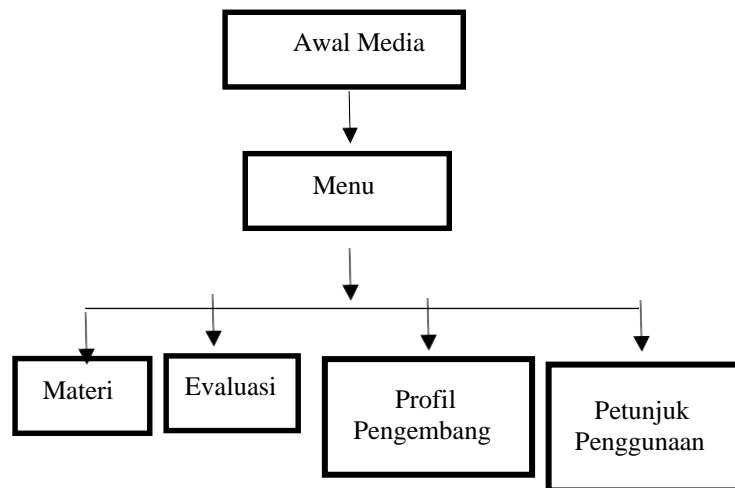 Awal Media
Menu
Materi
Evaluasi
Profil
Pengembang
Petunjuk
Penggunaan